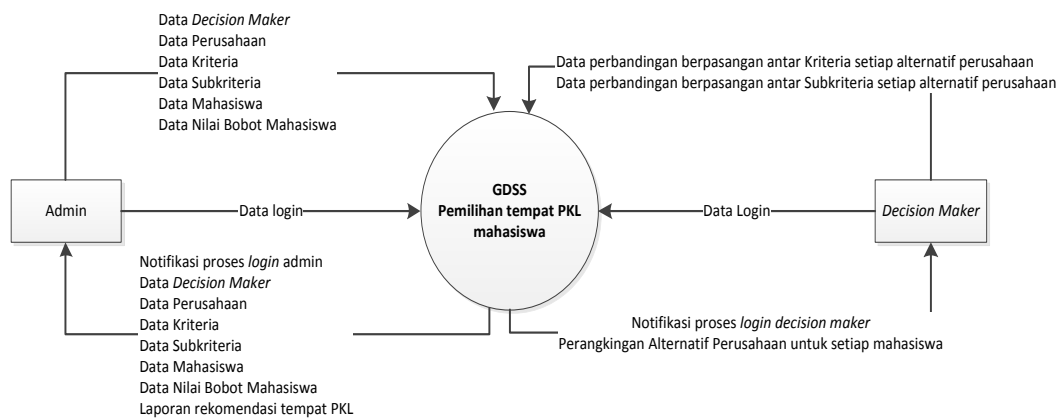 Data Decision Maker
Data Perusahaan
Data Kriteria
Data Subkriteria
Data Mahasiswa
Data Nilai Bobot Mahasiswa
Data perbandingan berpasangan antar Kriteria setiap alternatif perusahaan
Data perbandingan berpasangan antar Subkriteria setiap alternatif perusahaan
Admin
Data login
GDSS
Pemilihan tempat PKL
mahasiswa
Data Login
Decision Maker
Notifikasi proses login admin
Data Decision Maker
Data Perusahaan
Data Kriteria
Data Subkriteria
Data Mahasiswa
Data Nilai Bobot Mahasiswa
Laporan rekomendasi tempat PKL
Notifikasi proses login decision maker
Perangkingan Alternatif Perusahaan untuk setiap mahasiswa